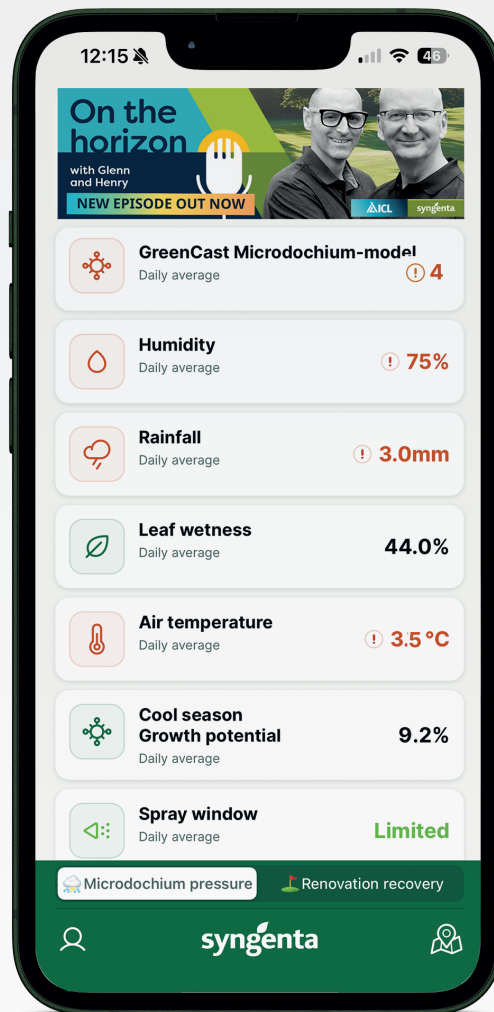 12:15
46
On the
horizon
with Glenn
and Henry
NEW EPISODE OUT NOW
ICL
syngenta
GreenCast Microdochium-model
Daily average
4
Humidity
Daily average
75%
Rainfall
Daily average
3.0mm
Leaf wetness
Daily average
44.0%
Air temperature
Daily average
3.5 °C
Cool season
Growth potential
Daily average
9.2%
Spray window
Daily average
Limited
Microdochium pressure
Renovation recovery
syngenta